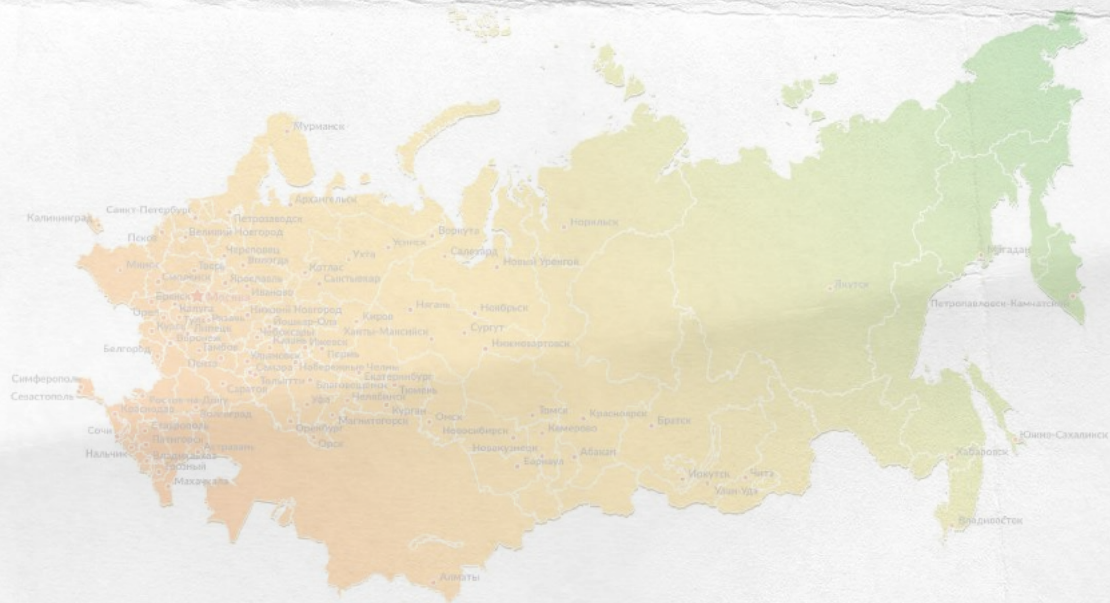 Мурманск
Архангельск
Санкт-Петербург
Калининград
Петрозаводск
Норильск
Псков
Великий Новгород
Воркута
Усинск
Череповец
Вологда
Ухта
Салехард
Новый Уренгой
Магадан
Минск
Котлас
Смоленск
Тверь
Ярославль
Сыктывкар
Якутск
Брянск
Москва
Иваново
Петропавловск-Камчатский
Орел
Калуга
Рязань
Нижний Новгород
Нягань
Ноябрьск
Киров
Курск
Липецк
Йошкар-Ола
Чебоксары
Ханты-Мансийск
Сургут
Воронеж
Казань
Ижевск
Нижневартовск
Белгород
Тамбов
Пермь
Пенза
Самара
Набережные Челны
Симферополь
Тольятти
Екатеринбург
Севастополь
Саратов
Тюмень
Уфа
Челябинск
Ростов-на-Дону
Краснодар
Волгоград
Курган
Омск
Томск
Красноярск
Братск
Магнитогорск
Сочи
Ставрополь
Оренбург
Новосибирск
Кемерово
Южно-Сахалинск
Пятигорск
Орск
Нальчик
Астрахань
Владикавказ
Новокузнецк
Абакан
Хабаровск
Грозный
Барнаул
Иркутск
Чита
Махачкала
Улан-Удэ
Владивосток
Алматы